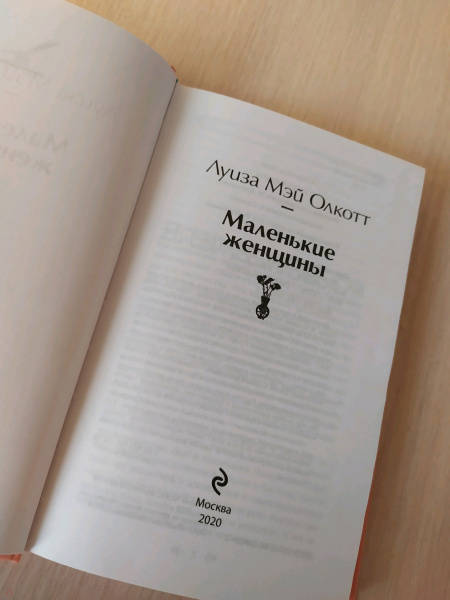 Луиза Мэй Олкотт
Маленькие
женщины
Москва
2020